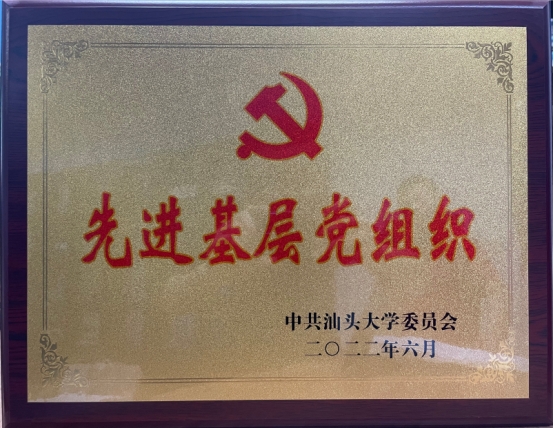 先进基层党组织
中共汕头大学委员会
二〇二二年六月